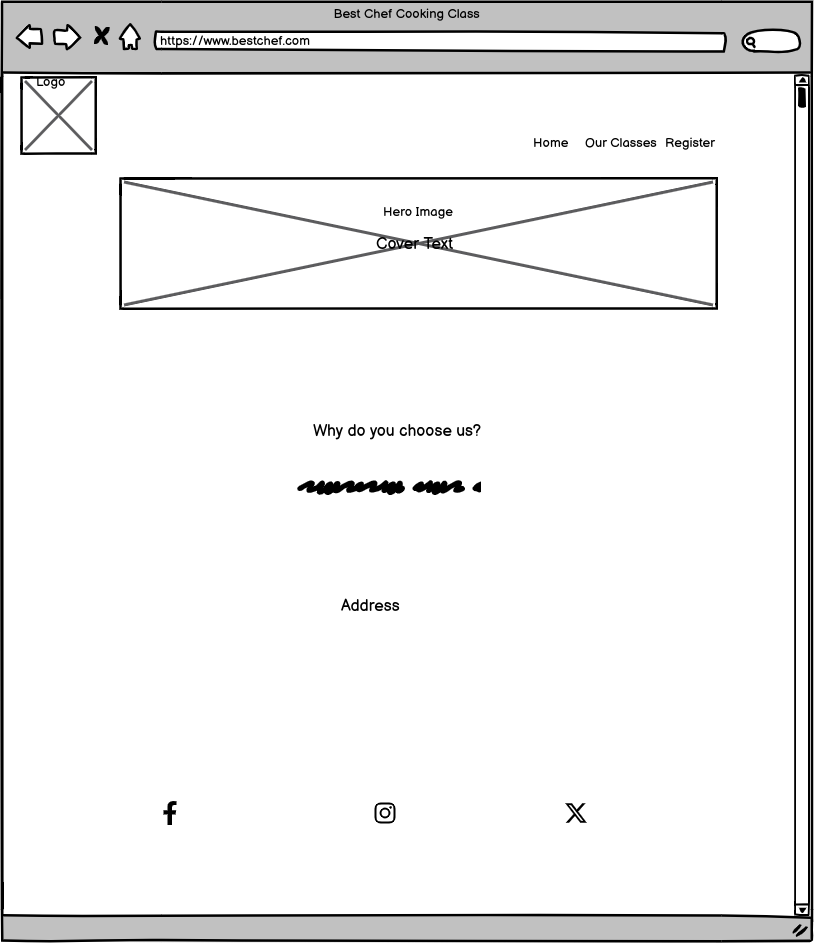 Best Chef Cooking Class
https://www.bestchef.com
Logo
Home Our Classes Register
Hero Image
Cover Text
Why do you choose us?
Address